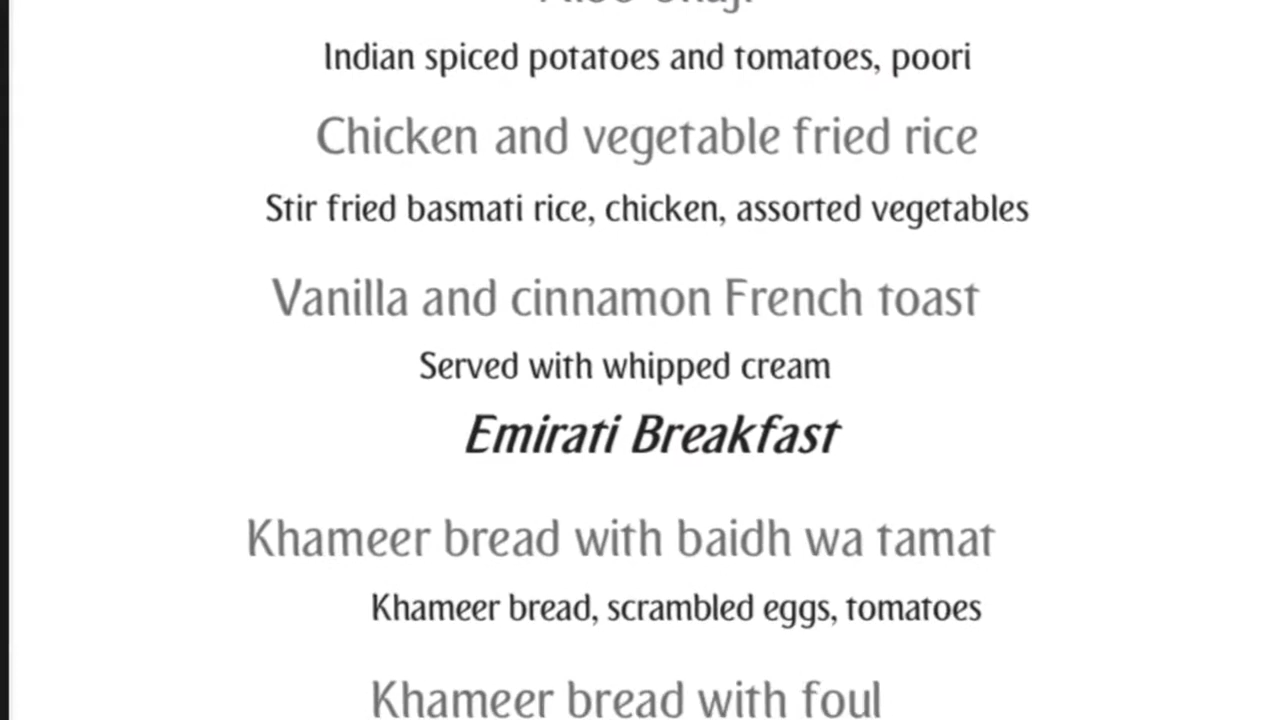 Indian spiced potatoes and tomatoes, poori
Chicken and vegetable fried rice
Stir fried basmati rice, chicken, assorted vegetables
Vanilla and cinnamon French toast
Served with whipped cream
Emirati Breakfast
Khameer bread with baidh wa tamat
Khameer bread, scrambled eggs, tomatoes
Khameer bread with foul